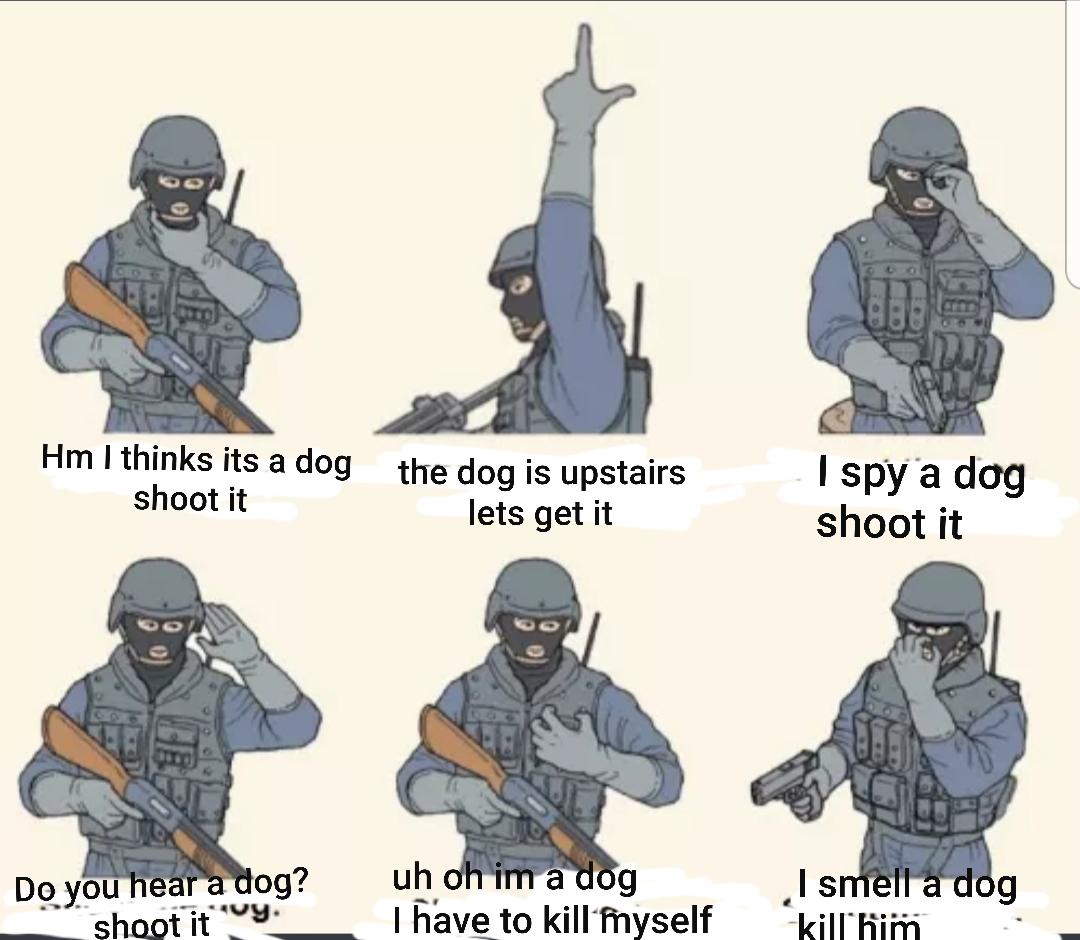 Hm I thinks its a dog
shoot it
the dog is upstairs
lets get it
I spy a dog
shoot it
Do you hear a dog?
shoot it
uh oh im a dog
I have to kill myself
I smell a dog
kill him